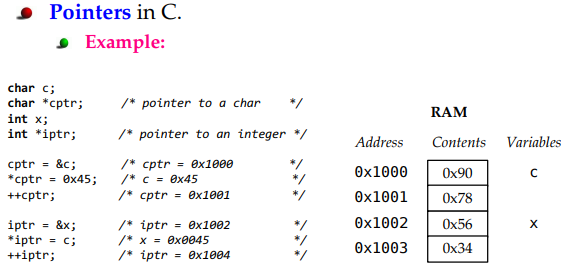 Pointers in C.
Example:
char c;
char *cptr; /* pointer to a char */
int x;
int *iptr; /* pointer to an integer */
cptr = &c; /* cptr = 0x1000 */
*cptr = 0x45; /* c = 0x45 */
++cptr; /* cptr = 0x1001 */
iptr = &x; /* iptr = 0x1002 */
*iptr = c; /* x = 0x0045 */
++iptr; /* iptr = 0x1004 */
RAM
Address Contents Variables
0x1000 0x90 c
0x1001 0x78
0x1002 0x56 x
0x1003 0x34